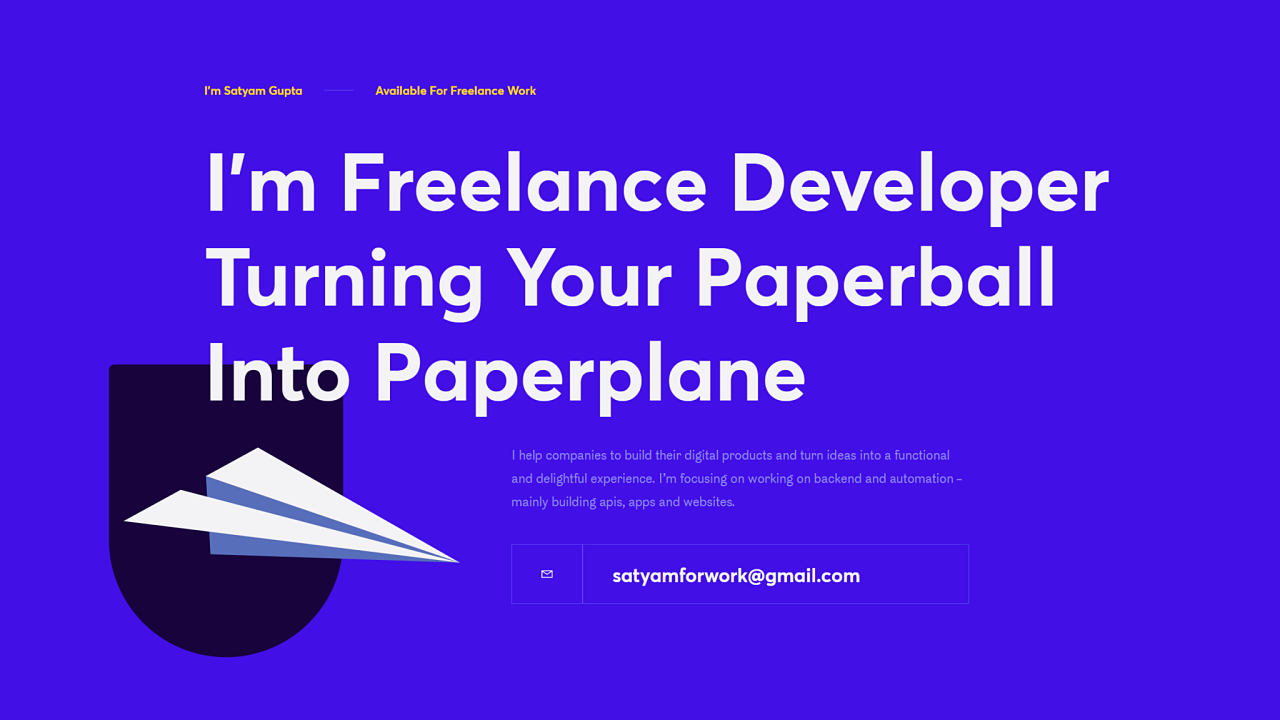 I'm Satyam Gupta
Available For Freelance Work
I'm Freelance Developer
Turning Your Paperball
Into Paperplane
I help companies to build their digital products and turn ideas into a functional
and delightful experience. I'm focusing on working on backend and automation –
mainly building apis, apps and websites.
satyamforwork@gmail.com